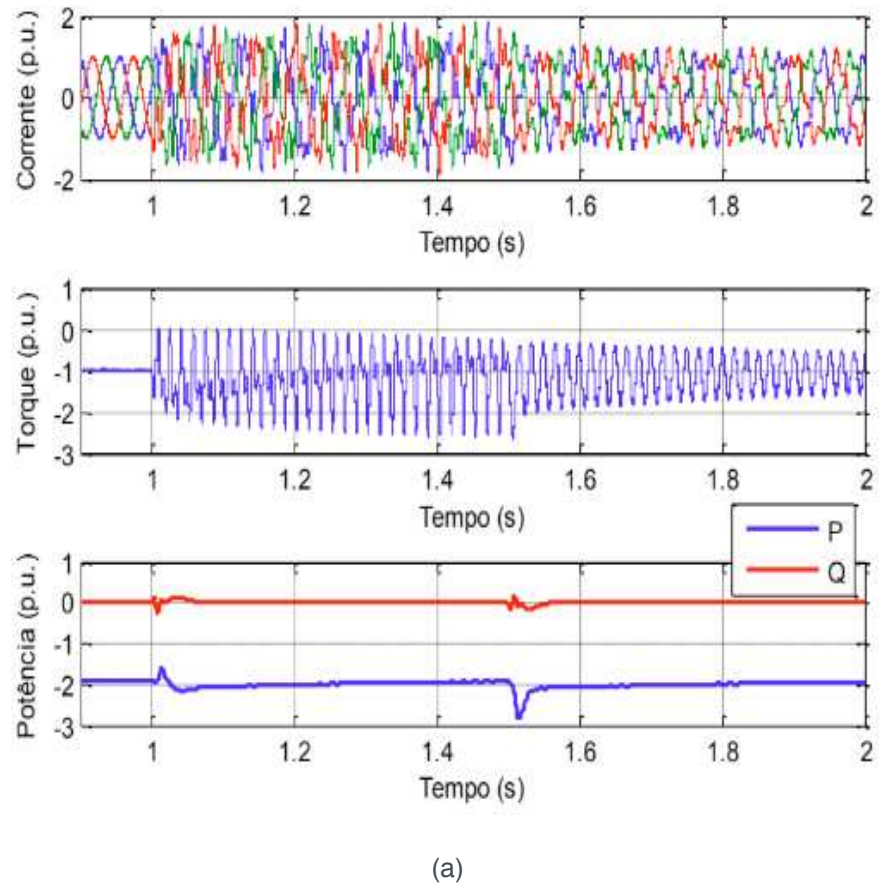 2
0
-2
Corrente (p.u.)
1 1.2 1.4 1.6 1.8 2
Tempo (s)
1
0
-1
-2
-3
Torque (p.u.)
1 1.2 1.4 1.6 1.8 2
Tempo (s)
P
Q
1
0
-1
-2
-3
Potência (p.u.)
1 1.2 1.4 1.6 1.8 2
Tempo (s)
(a)